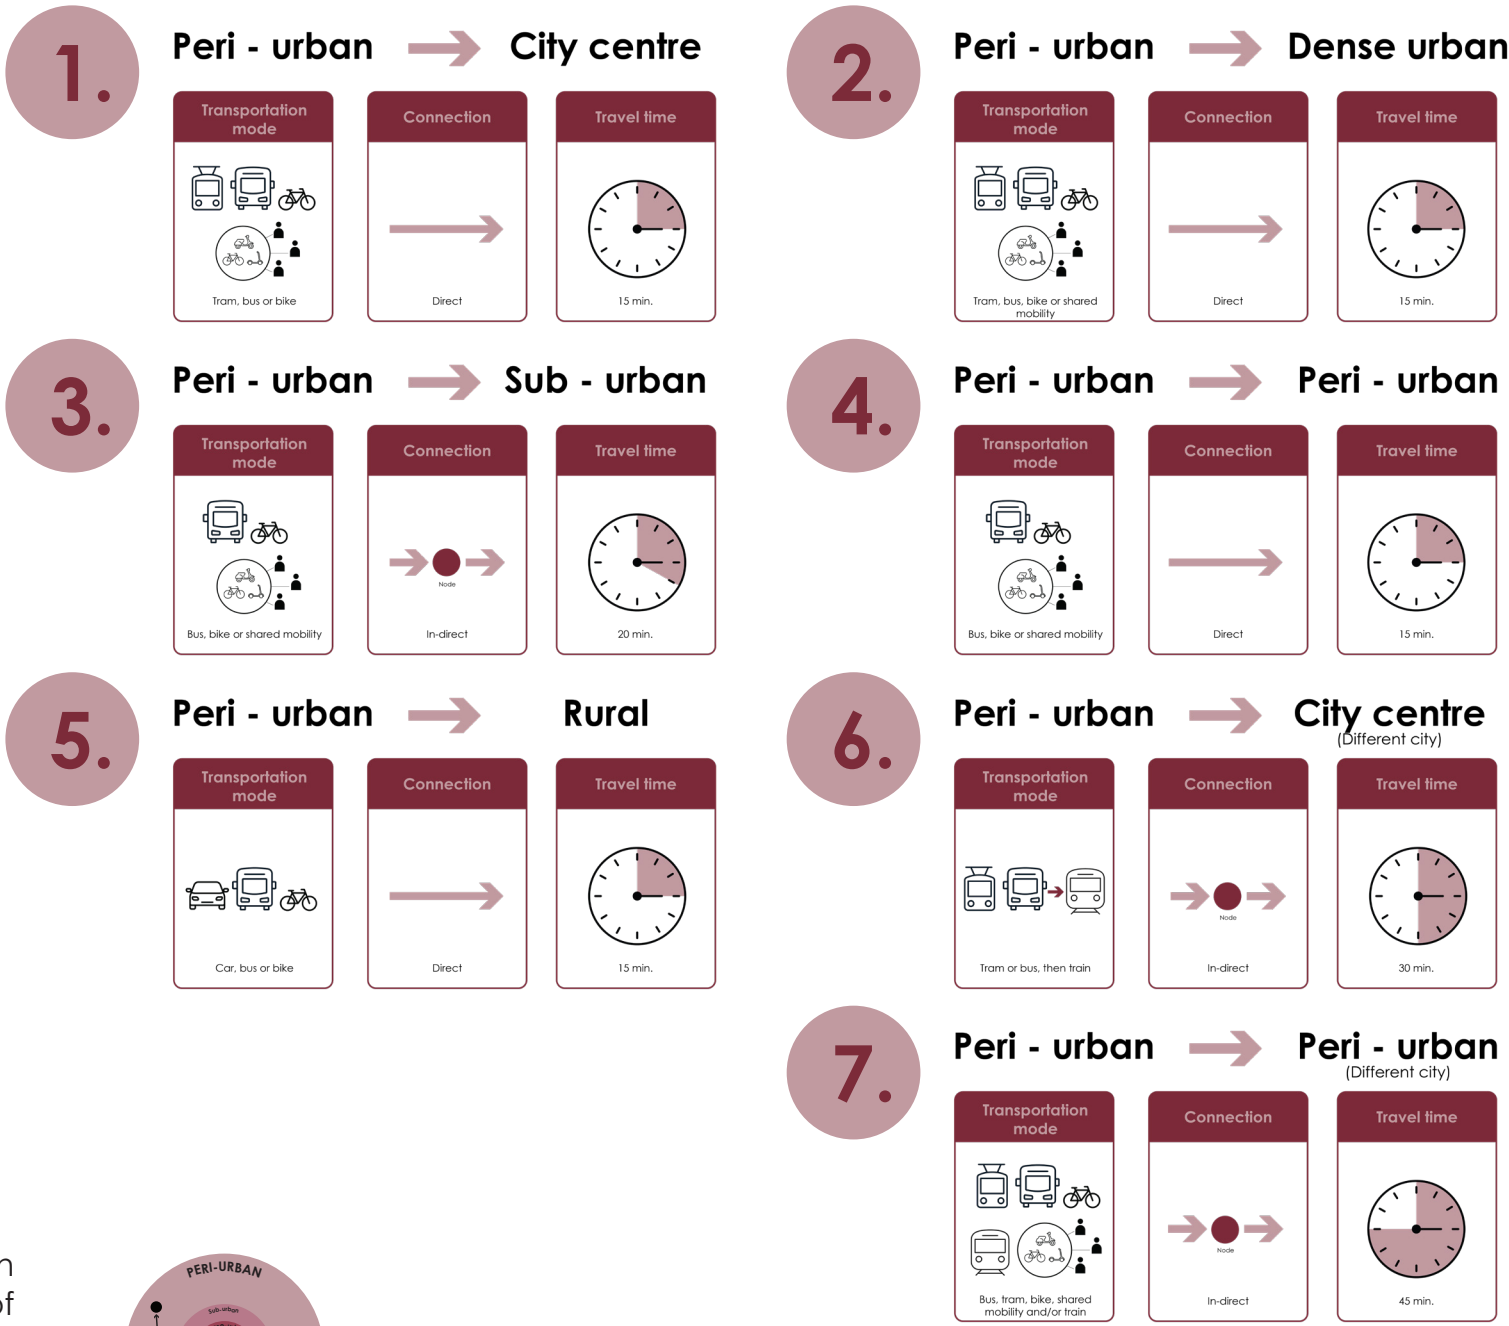 1.
Peri - urban City centre
Transportation
mode
Connection
Travel time
Tram, bus or bike
Direct
15 min.
2.
Peri - urban Dense urban
Transportation
mode
Connection
Travel time
Tram, bus, bike or shared
mobility
Direct
15 min.
3.
Peri - urban Sub - urban
Transportation
mode
Connection
Travel time
Node
Bus, bike or shared mobility
In-direct
20 min.
4.
Peri - urban Peri - urban
Transportation
mode
Connection
Travel time
Bus, bike or shared mobility
Direct
15 min.
5.
Peri - urban Rural
Transportation
mode
Connection
Travel time
Car, bus or bike
Direct
15 min.
6.
Peri - urban City centre
(Different city)
Transportation
mode
Connection
Travel time
Node
Tram or bus, then train
In-direct
30 min.
7.
Peri - urban Peri - urban
(Different city)
Transportation
mode
Connection
Travel time
Node
Bus, tram, bike, shared
mobility and/or train
In-direct
45 min.
of
PERI-URBAN
Sub-urban